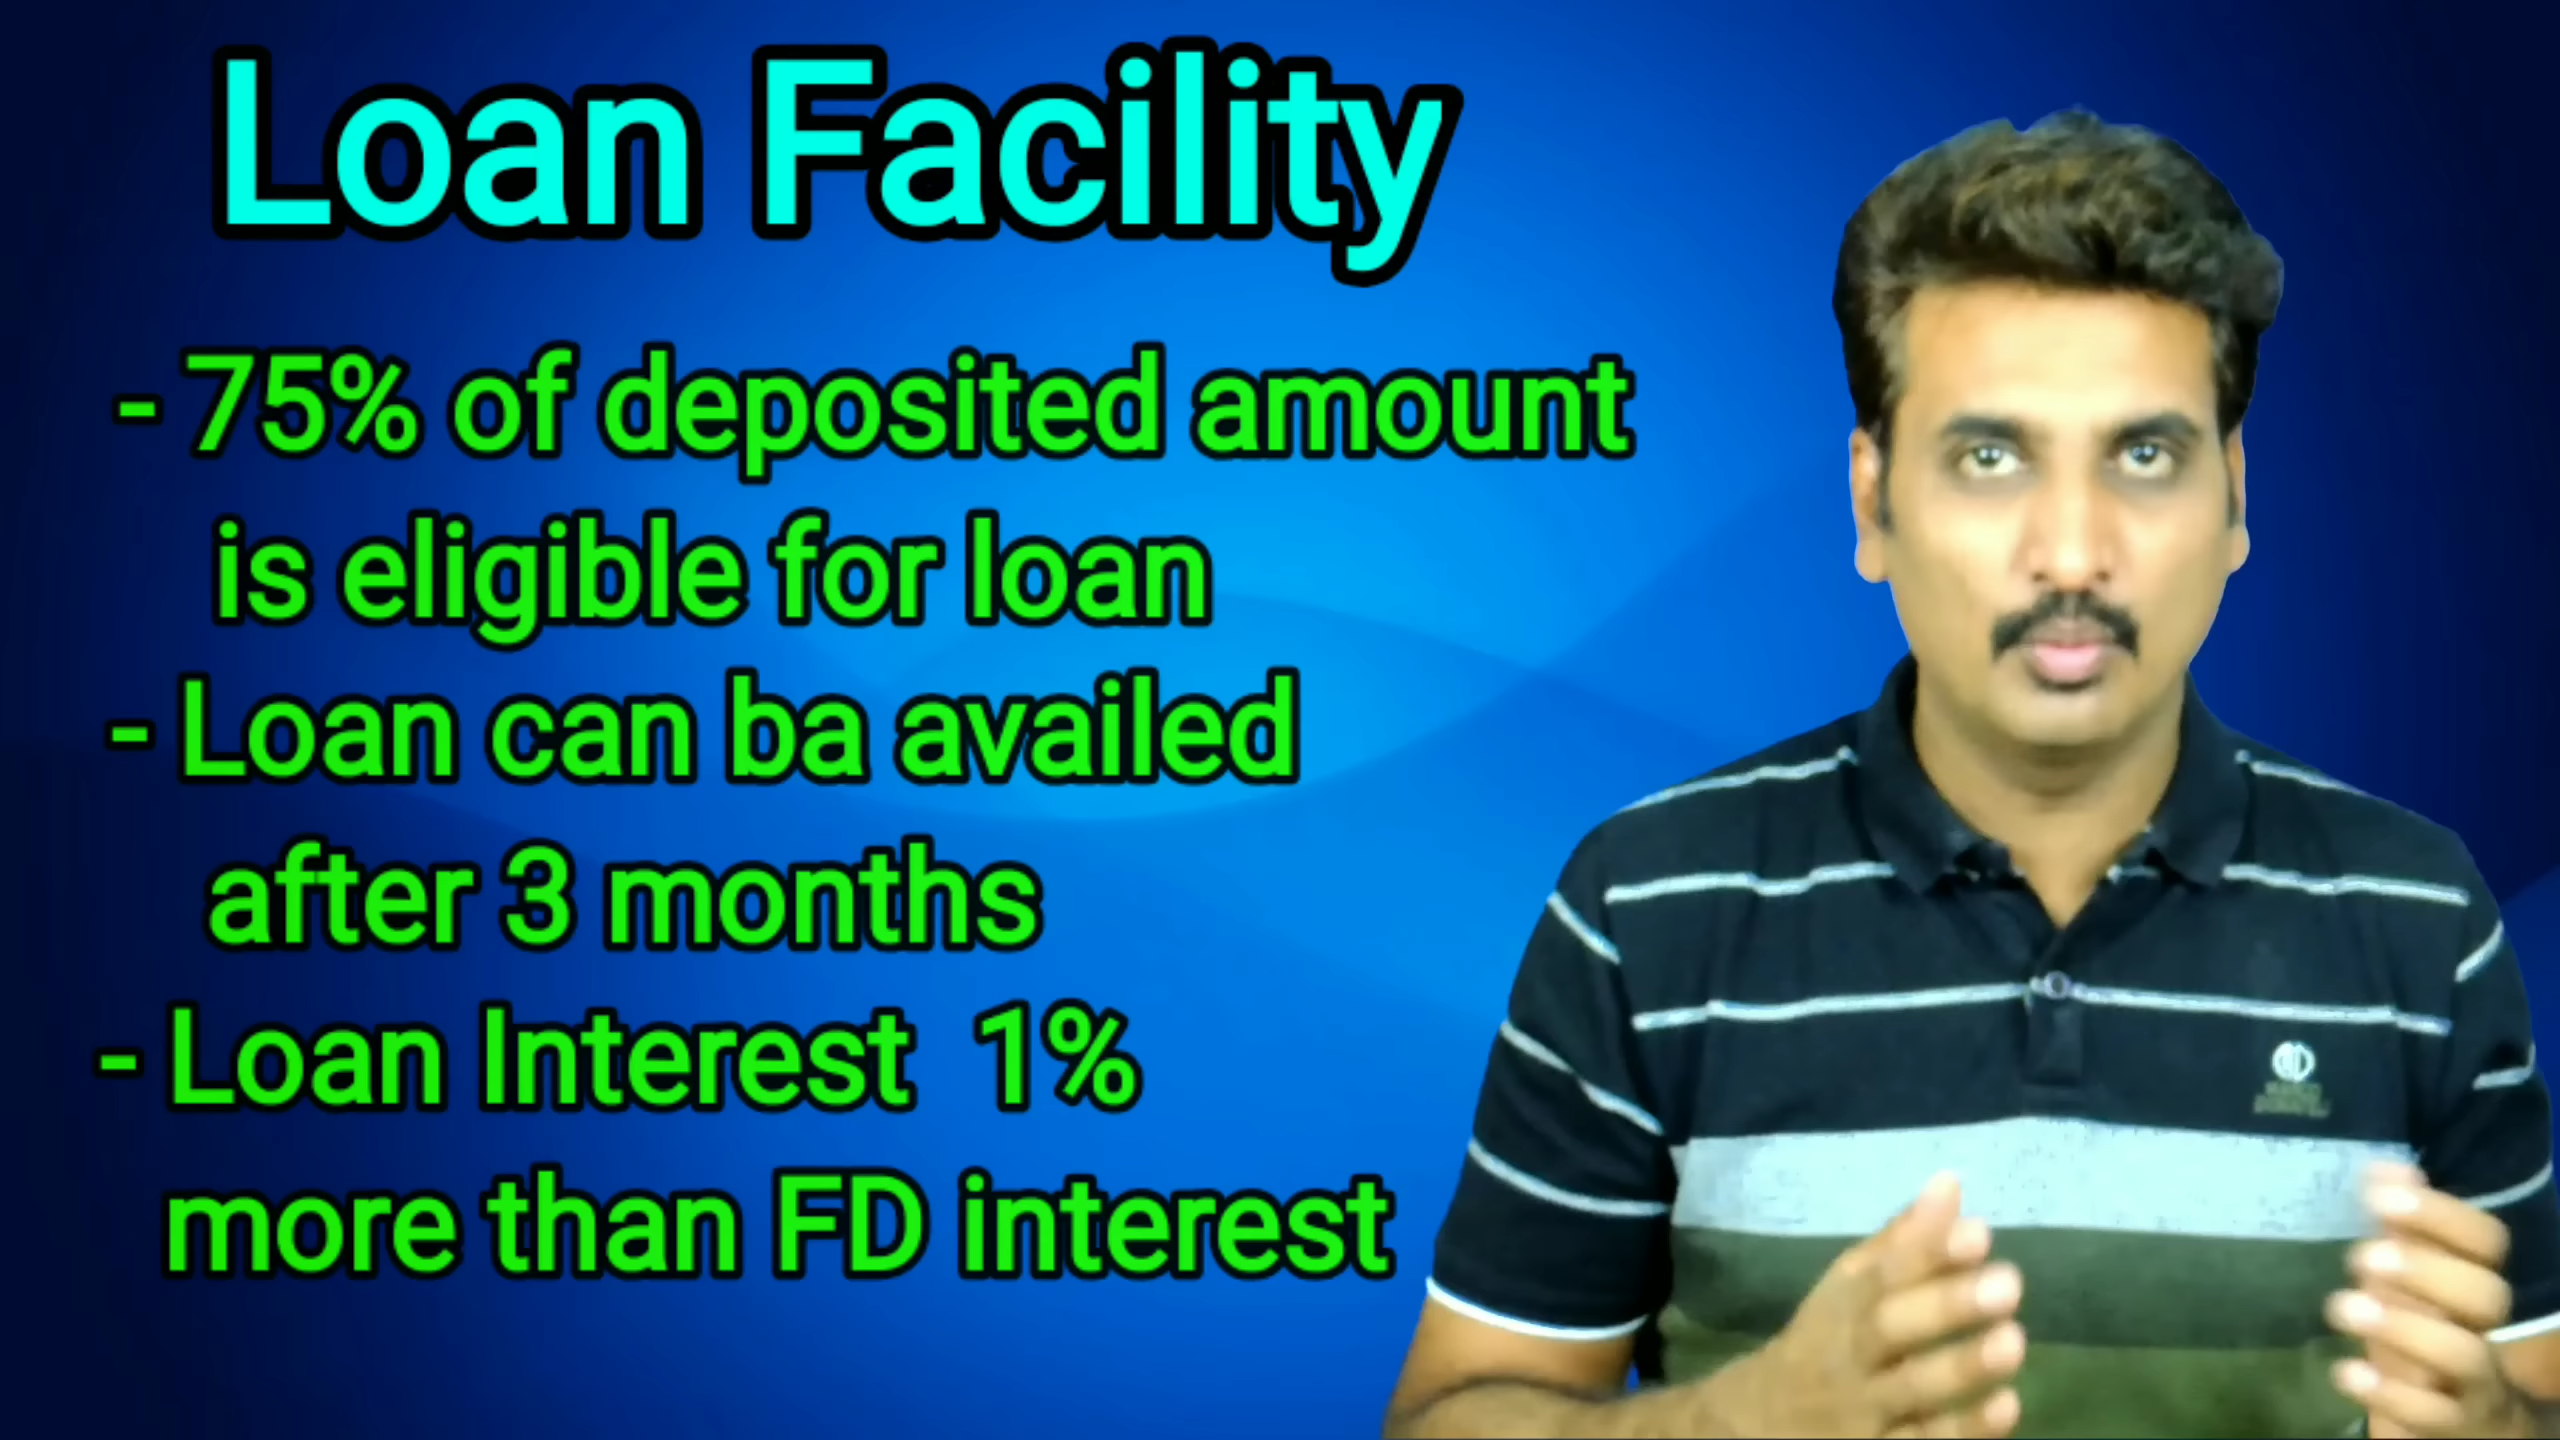 Loan Facility
- 75% of deposited amount
is eligible for loan
- Loan can ba availed
after 3 months
- Loan Interest 1%
more than FD interest